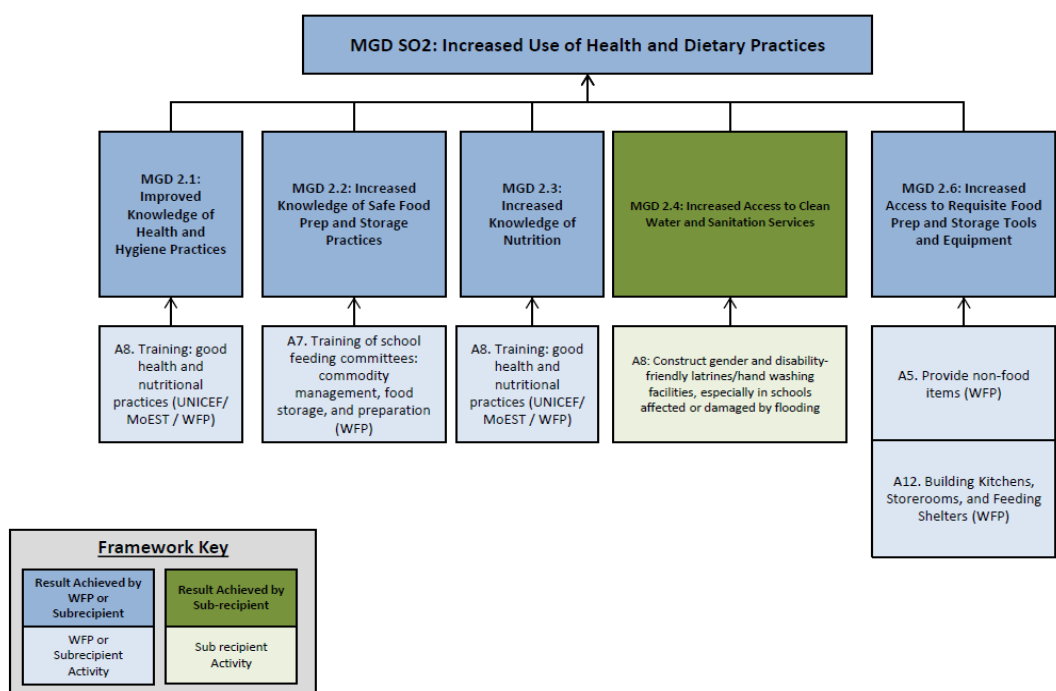 MGD SO2: Increased Use of Health and Dietary Practices
MGD 2.1:
Improved
Knowledge of
Health and
Hygiene Practices
MGD 2.2: Increased
Knowledge of Safe Food
Prep and Storage
Practices
MGD 2.3:
Increased
Knowledge of
Nutrition
MGD 2.4: Increased Access to Clean
Water and Sanitation Services
MGD 2.6: Increased
Access to Requisite Food
Prep and Storage Tools
and Equipment
A8. Training: good
health and
nutritional
practices (UNICEF/
MoEST / WFP)
A7. Training of school
feeding committees:
commodity
management, food
storage, and preparation
(WFP)
A8. Training: good
health and
nutritional
practices (UNICEF/
MoEST / WFP)
A8: Construct gender and disability-
friendly latrines/hand washing
facilities, especially in schools
affected or damaged by flooding
A5. Provide non-food
items (WFP)
A12. Building Kitchens,
Storerooms, and Feeding
Shelters (WFP)
Framework Key
Result Achieved by
WFP or
Subrecipient
Result Achieved by
Sub-recipient
WFP or
Subrecipient
Activity
Sub recipient
Activity